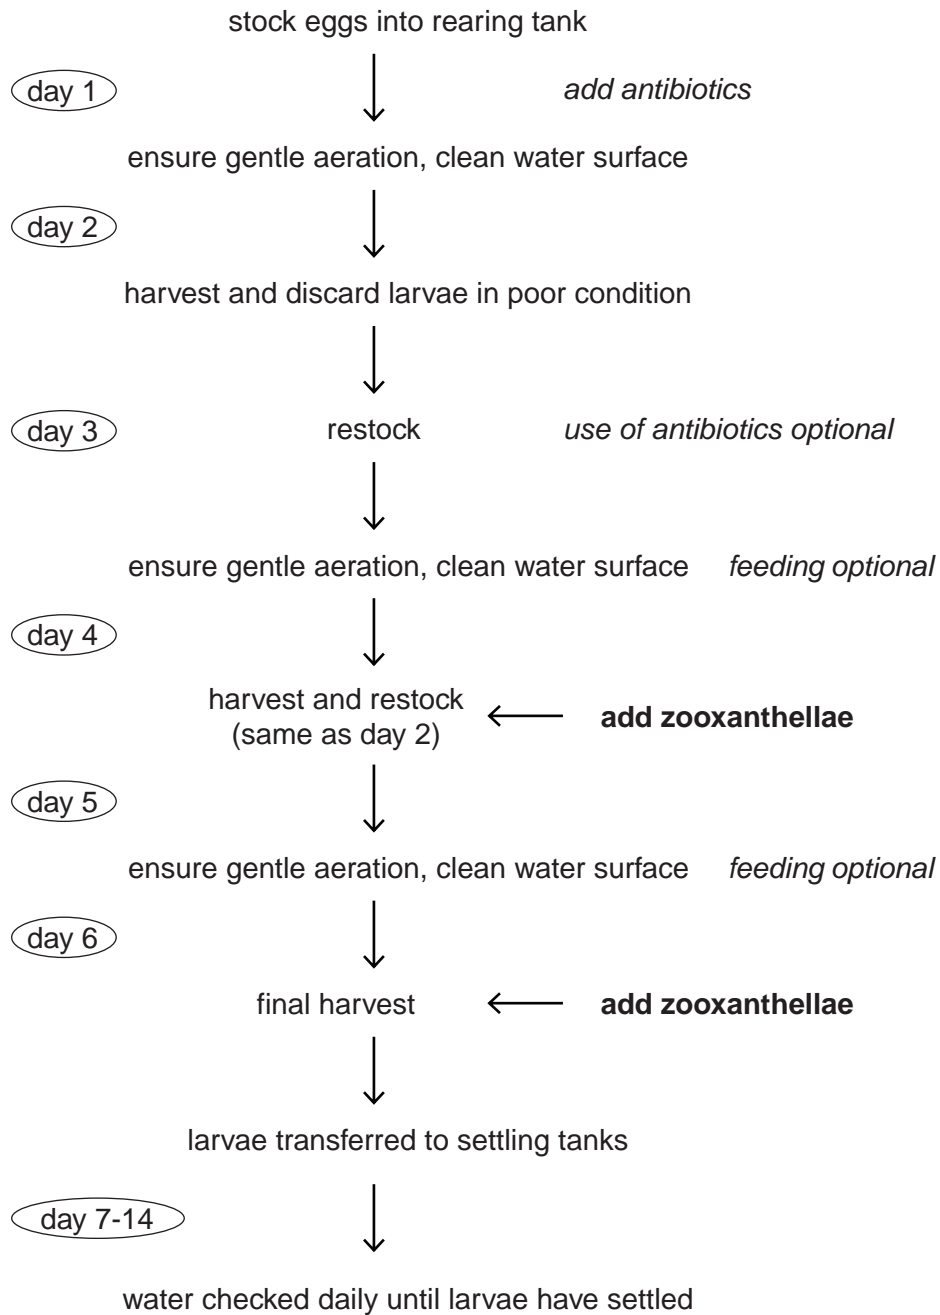 stock eggs into rearing tank
day 1
add antibiotics
ensure gentle aeration, clean water surface
day 2
harvest and discard larvae in poor condition
day 3
restock
use of antibiotics optional
ensure gentle aeration, clean water surface
feeding optional
day 4
harvest and restock
(same as day 2)
add zooxanthellae
day 5
ensure gentle aeration, clean water surface
feeding optional
day 6
final harvest
add zooxanthellae
larvae transferred to settling tanks
day 7-14
water checked daily until larvae have settled